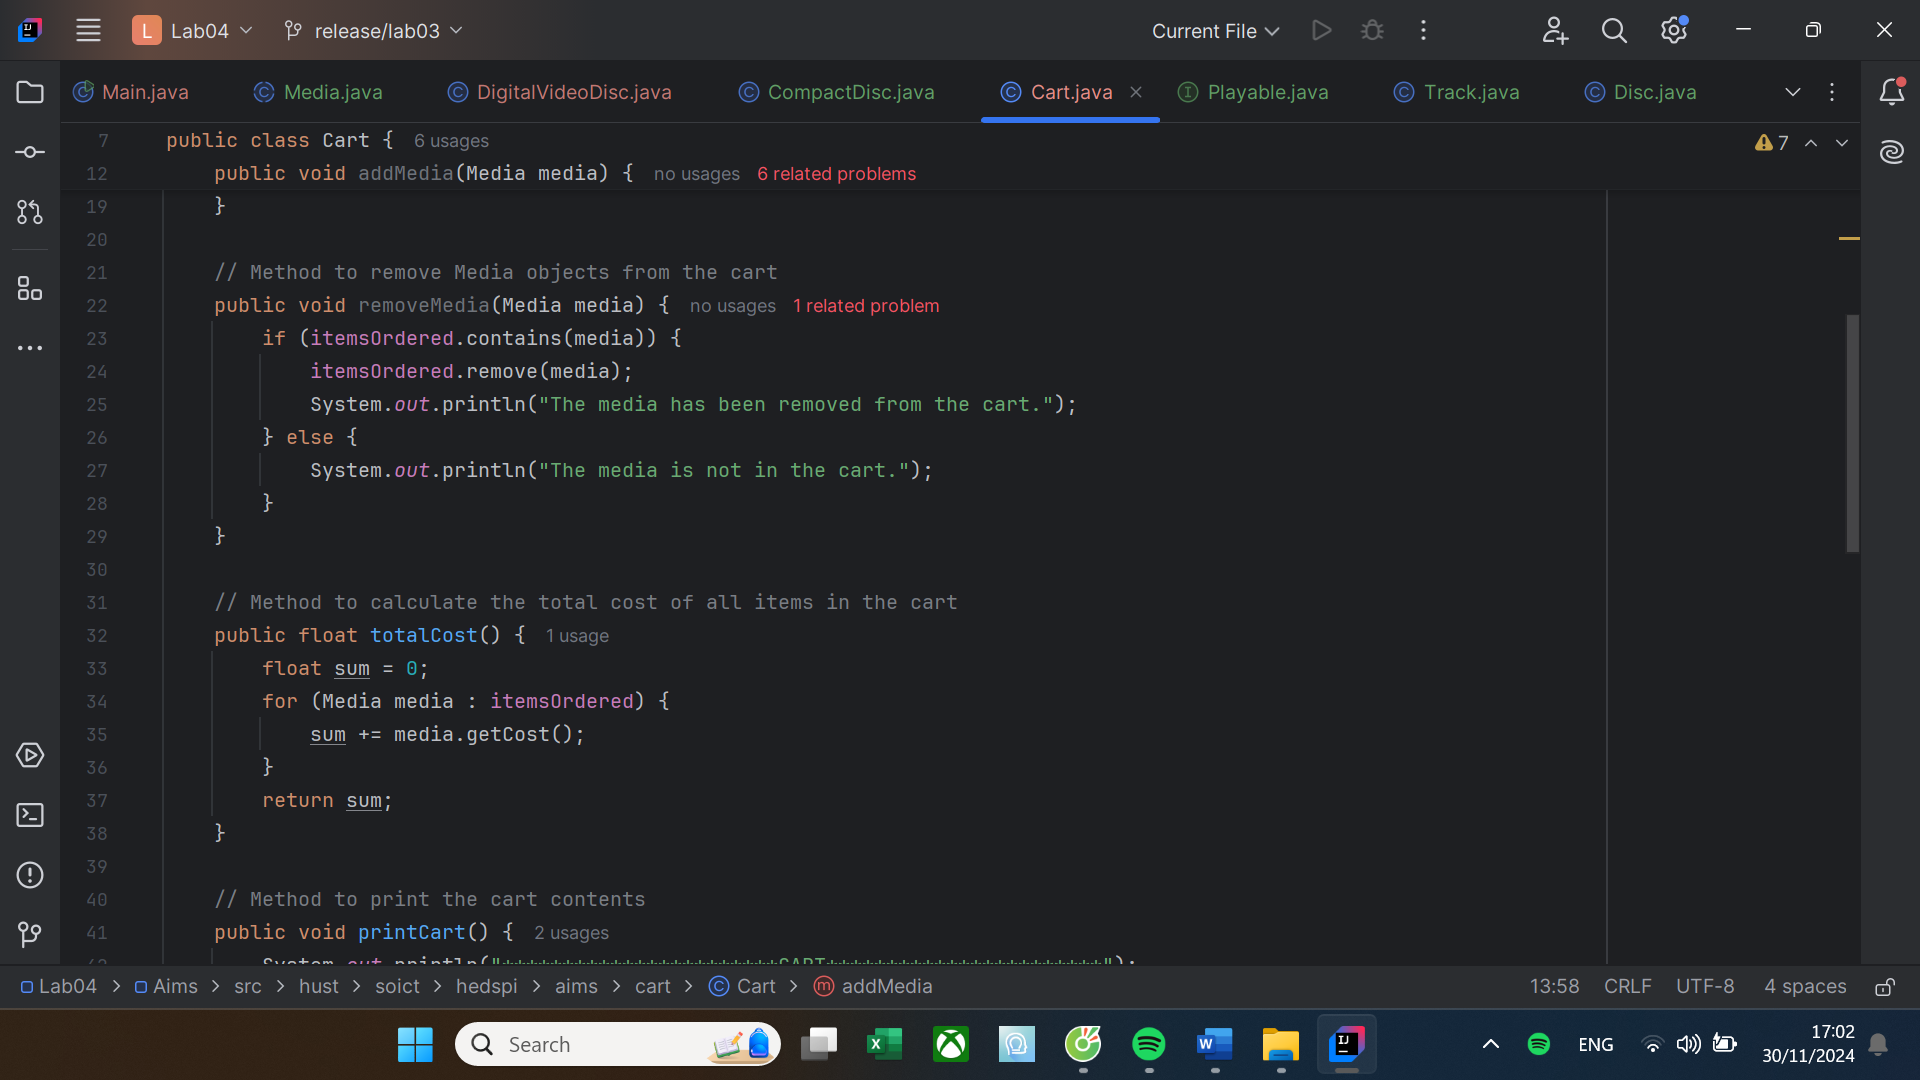 L Lab04 release/lab03 Current File
Main.java Media.java DigitalVideoDisc.java CompactDisc.java Cart.java Playable.java Track.java Disc.java
7 public class Cart { 6 usages 7
12 public void addMedia(Media media) { no usages 6 related problems
19 }
20
21 // Method to remove Media objects from the cart
22 public void removeMedia(Media media) { no usages 1 related problem
23 if (itemsOrdered.contains(media)) {
24 itemsOrdered.remove(media);
25 System.out.println("The media has been removed from the cart.");
26 } else {
27 System.out.println("The media is not in the cart.");
28 }
29 }
30
31 // Method to calculate the total cost of all items in the cart
32 public float totalCost() { 1 usage
33 float sum = 0;
34 for (Media media : itemsOrdered) {
35 sum += media.getCost();
36 }
37 return sum;
38 }
39
40 // Method to print the cart contents
41 public void printCart() { 2 usages
Lab04 > Aims > src > hust > soict > hedspi > aims > cart > Cart > addMedia 13:58 CRLF UTF-8 4 spaces
Search ENG 17:02
30/11/2024